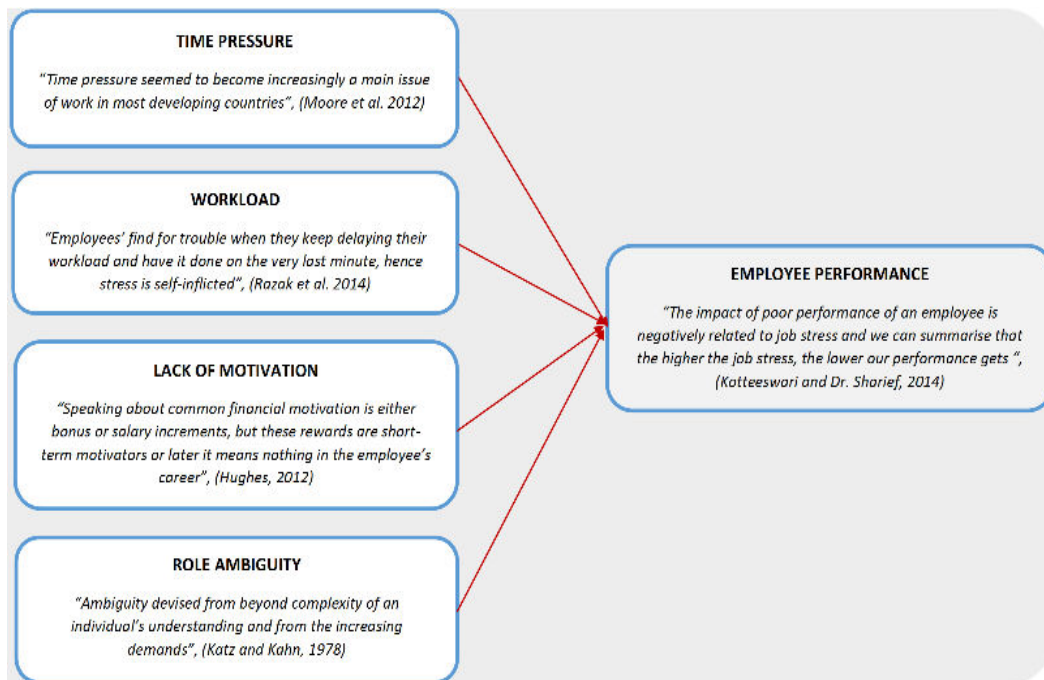 TIME PRESSURE
"Time pressure seemed to become increasingly a main issue
of work in most developing countries", (Moore et al. 2012)
WORKLOAD
"Employees' find for trouble when they keep delaying their
workload and have it done on the very last minute, hence
stress is self-inflicted", (Razak et al. 2014)
LACK OF MOTIVATION
"Speaking about common financial motivation is either
bonus or salary increments, but these rewards are short-
term motivators or later it means nothing in the employee's
career", (Hughes, 2012)
ROLE AMBIGUITY
"Ambiguity devised from beyond complexity of an
individual's understanding and from the increasing
demands", (Katz and Kahn, 1978)
EMPLOYEE PERFORMANCE
"The impact of poor performance of an employee is
negatively related to job stress and we can summarise that
the higher the job stress, the lower our performance gets ",
(Kotteeswari and Dr. Sharief, 2014)